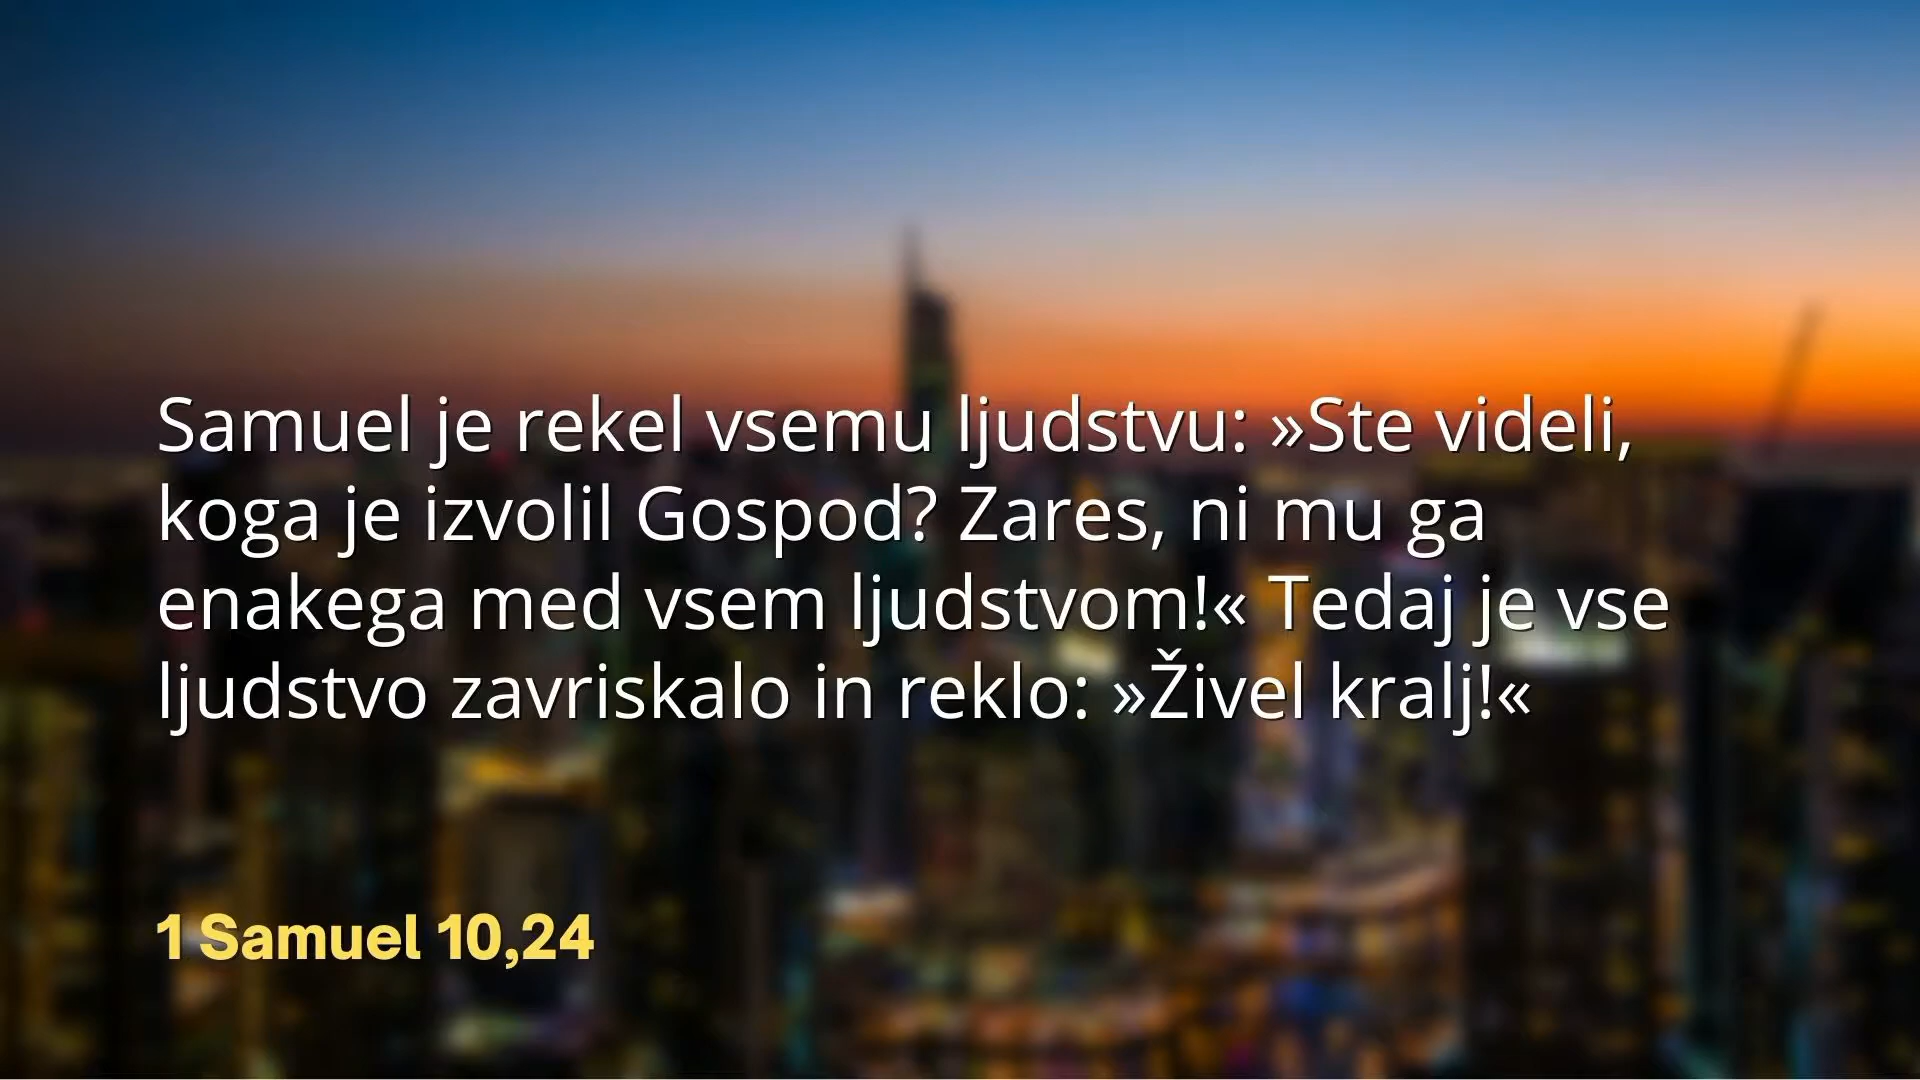 Samuel je rekel vsemu ljudstvu: »Ste videli,
koga je izvolil Gospod? Zares, ni mu ga
enakega med vsem ljudstvom!« Tedaj je vse
ljudstvo zavriskalo in reklo: »Živel kralj!«
1 Samuel 10,24